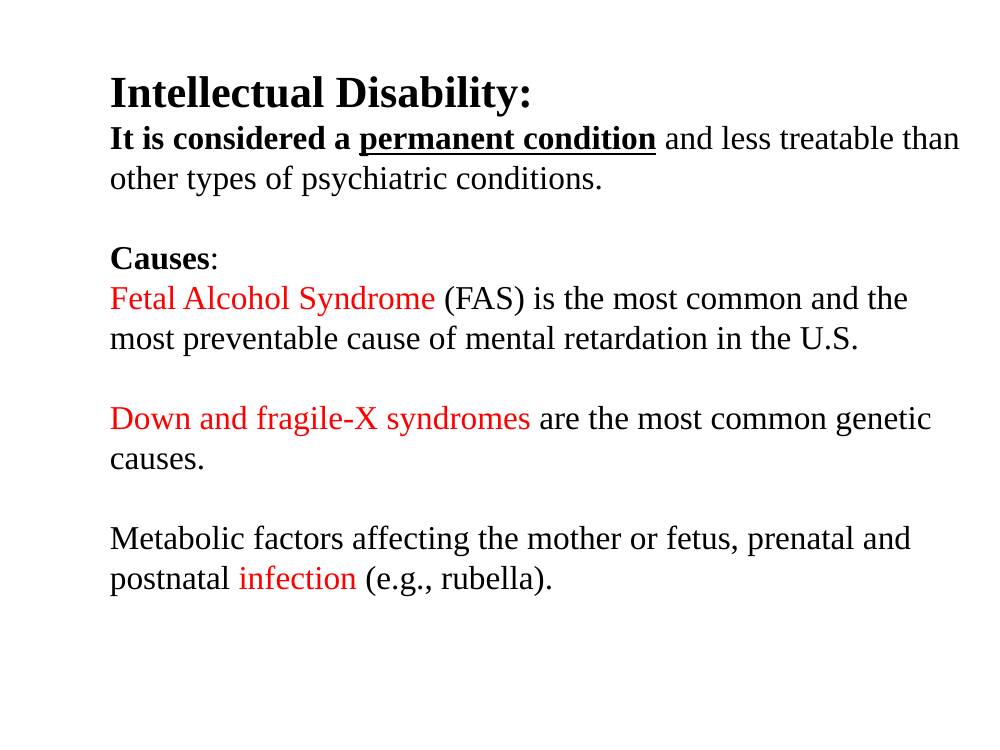 Intellectual Disability:
It is considered a permanent condition and less treatable than
other types of psychiatric conditions.
Causes:
Fetal Alcohol Syndrome (FAS) is the most common and the
most preventable cause of mental retardation in the U.S.
Down and fragile-X syndromes are the most common genetic
causes.
Metabolic factors affecting the mother or fetus, prenatal and
postnatal infection (e.g., rubella).